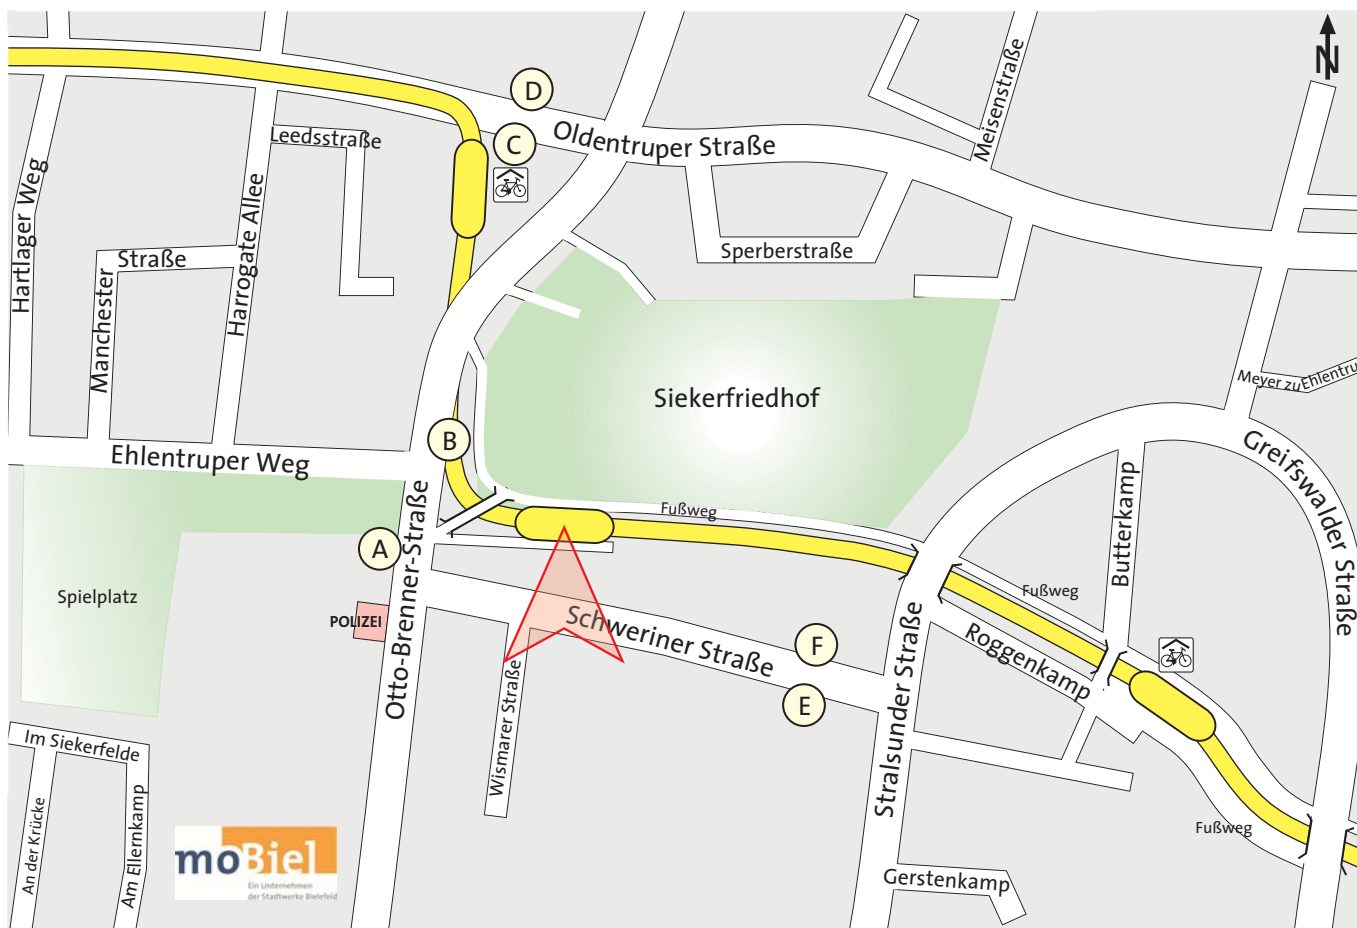 N
D
Oldentruper Straße
C
Meisenstraße
Leedsstraße
Hartlager Weg
Harrogate Allee
Manchester
Straße
Sperberstraße
Siekerfriedhof
Meyer zu Ehlentru
B
Ehlentruper Weg
Greifswalder Straße
Fußweg
Butterkamp
A
Otto-Brenner-Straße
Spielplatz
POLIZEI
Schweriner Straße
Fußweg
F
E
Roggenkamp
Stralsunder Straße
Wismarer Straße
Im Siekerfelde
An der Krücke
Am Ellernkamp
Fußweg
Gerstenkamp
moBiel
Ein Unternehmen
der Stadtwerke Bielefeld